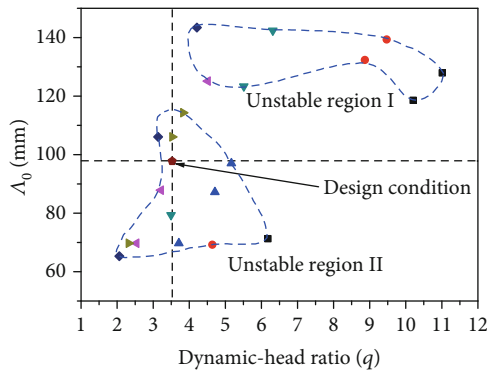 140
120
100
80
60
Λ₀ (mm)
Unstable region I
Design condition
Unstable region II
1 2 3 4 5 6 7 8 9 10 11 12
Dynamic-head ratio (q)